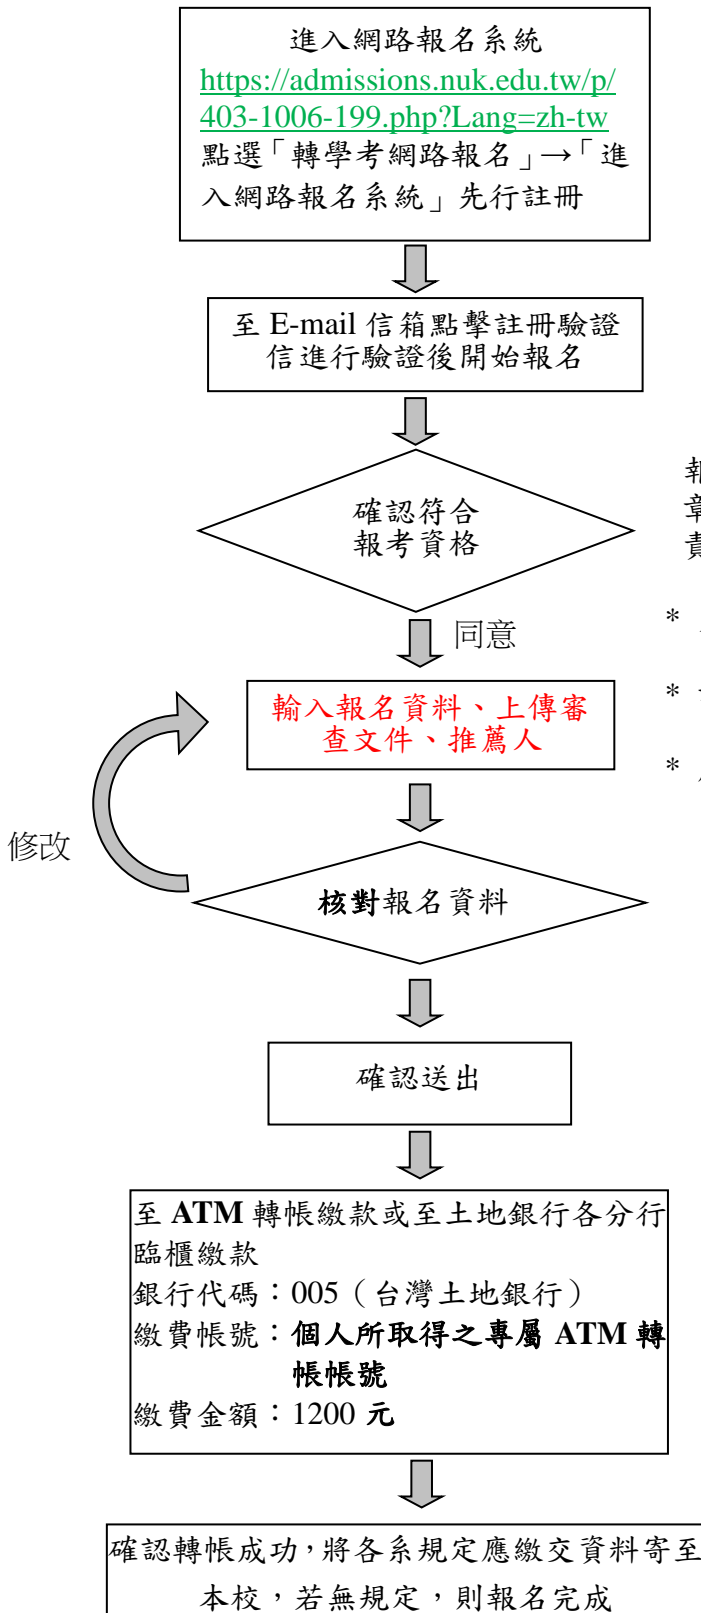 進入網路報名系統
https://admissions.nuk.edu.tw/p/
403-1006-199.php?Lang=zh-tw
點選「轉學考網路報名」→「進
入網路報名系統」先行註冊
至 E-mail 信箱點擊註冊驗證
信進行驗證後開始報名
確認符合
報考資格
報
章
責
同意
*
輸入報名資料、上傳審
查文件、推薦人
*
*
修改
核對報名資料
確認送出
至 ATM 轉帳繳款或至土地銀行各分行
臨櫃繳款
銀行代碼：005（台灣土地銀行）
繳費帳號：個人所取得之專屬 ATM 轉
帳帳號
繳費金額：1200 元
確認轉帳成功，將各系規定應繳交資料寄至
本校，若無規定，則報名完成